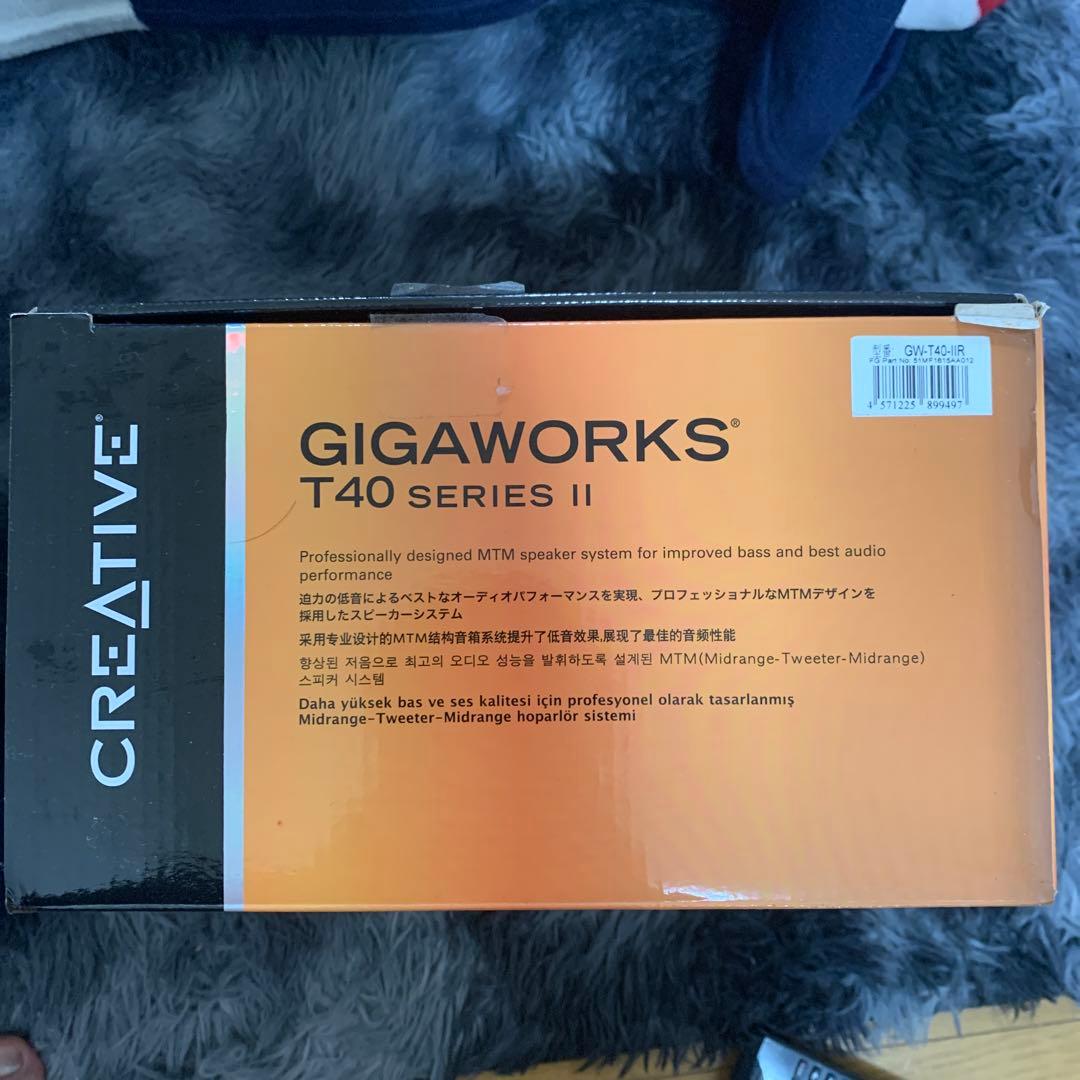 CREATIVE®
GIGAWORKS®
T40 SERIES II
Professionally designed MTM speaker system for improved bass and best audio
performance
迫力の低音によるベストなオーディオパフォーマンスを実現、プロフェッショナルなMTMデザインを
採用したスピーカーシステム
采用专业设计的MTM结构音箱系统提升了低音效果,展现了最佳的音频性能
향상된 저음으로 최고의 오디오 성능을 발휘하도록 설계된 MTM(Midrange-Tweeter-Midrange)
스피커 시스템
Daha yüksek bas ve ses kalitesi için profesyonel olarak tasarlanmış
Midrange-Tweeter-Midrange hoparlör sistemi
型番: GW-T40-IIR
FG Part No: 51MF1615AA012
4 571225 899497